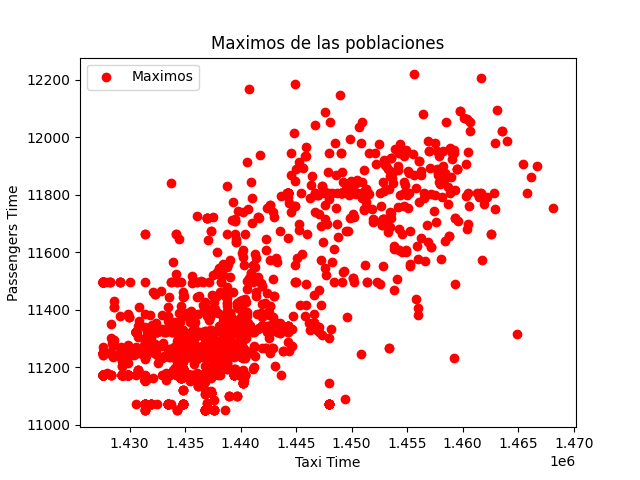 Maximos de las poblaciones
Maximos
Passengers Time
12200
12000
11800
11600
11400
11200
11000
1.430 1.435 1.440 1.445 1.450 1.455 1.460 1.465 1.470
1e6
Taxi Time